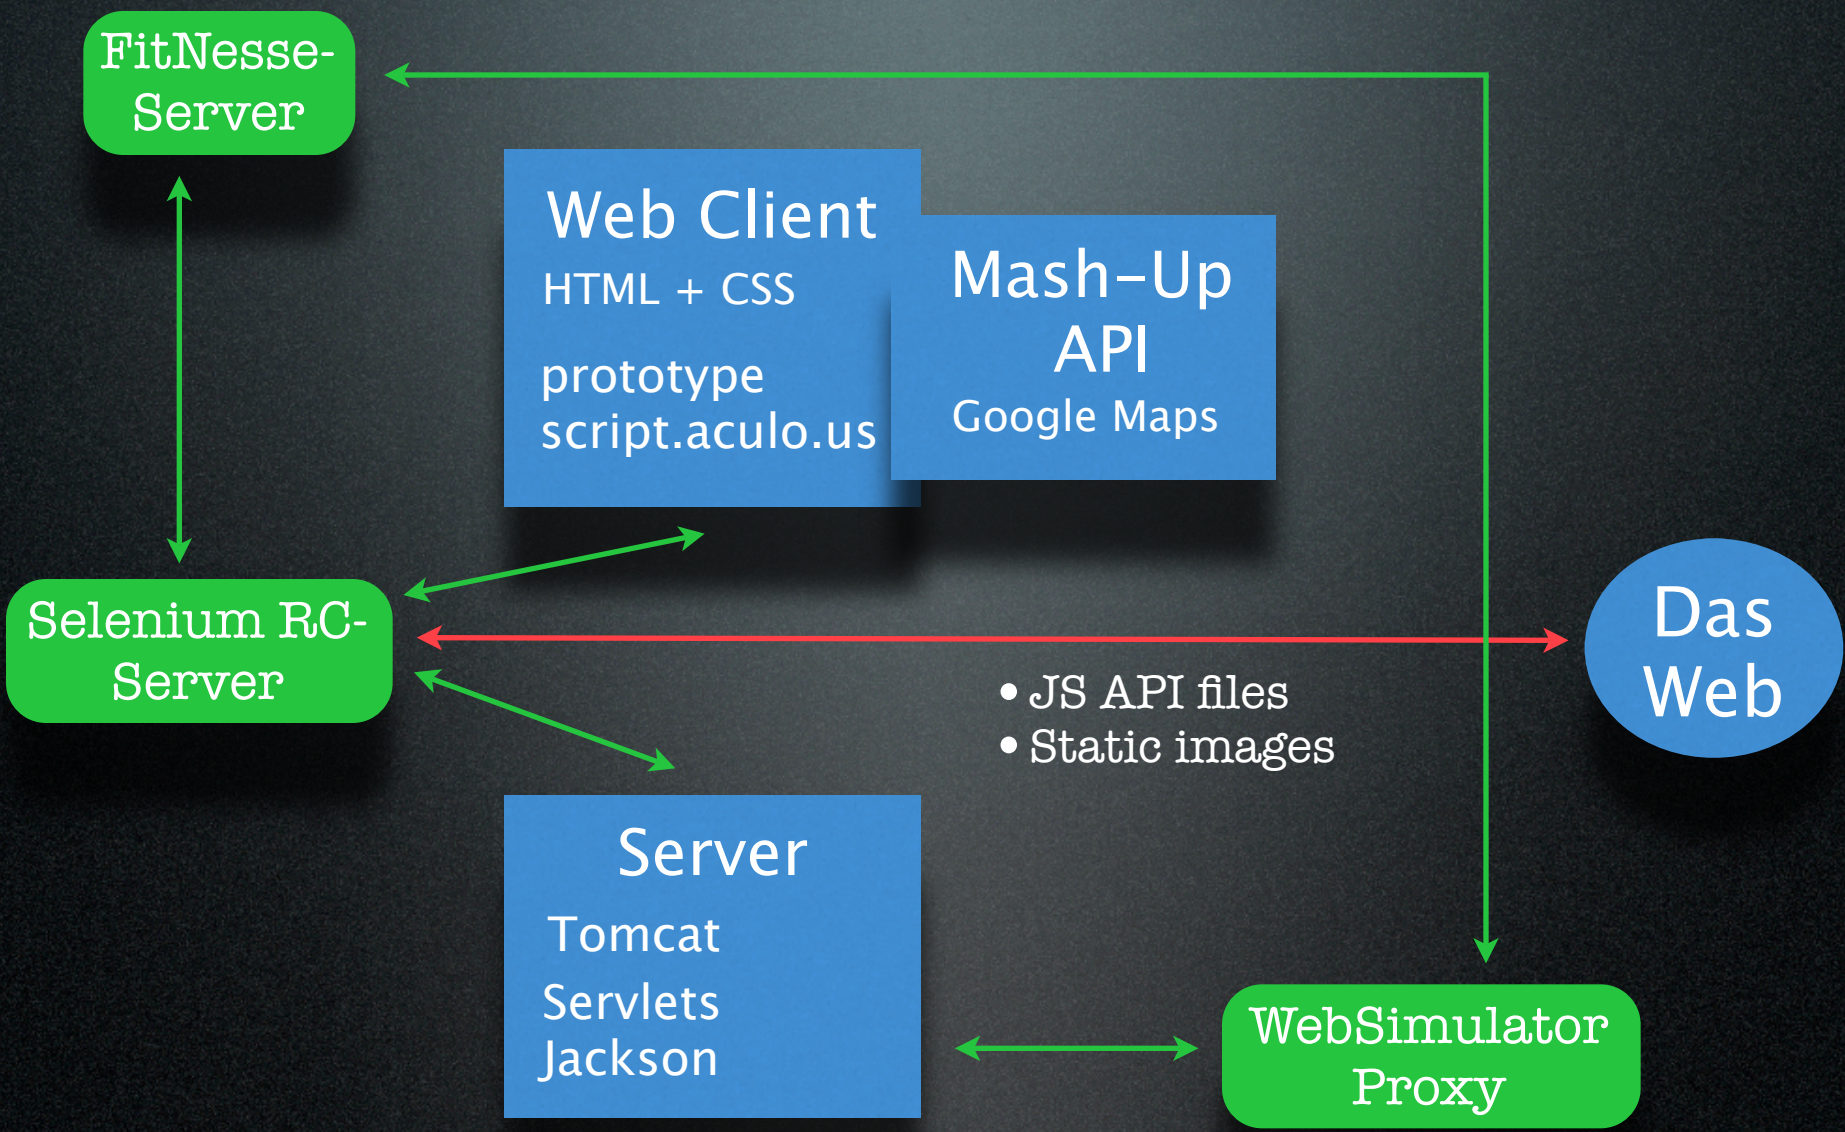 FitNesse-
Server
Web Client
HTML + CSS
prototype
script.aculo.us
Mash-Up
API
Google Maps
Selenium RC-
Server
Das
Web
• JS API files
• Static images
Server
Tomcat
Servlets
Jackson
WebSimulator
Proxy